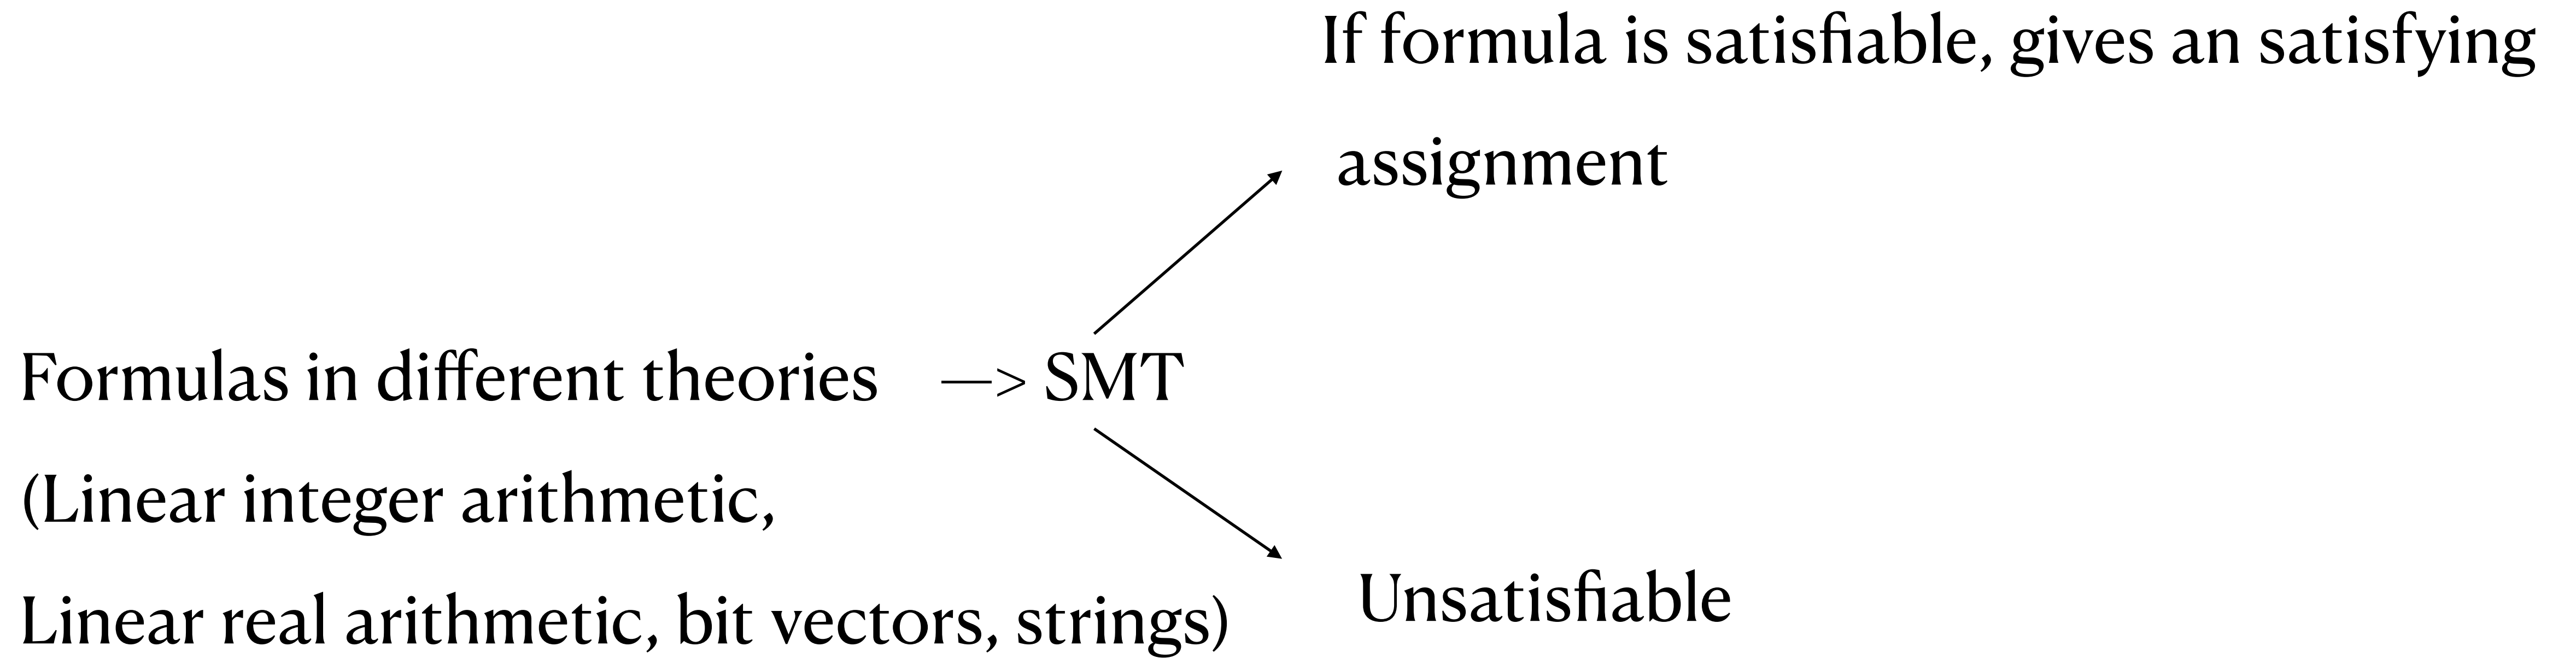 If formula is satisfiable, gives an satisfying
assignment
Formulas in different theories —> SMT
(Linear integer arithmetic,
Linear real arithmetic, bit vectors, strings)
Unsatisfiable